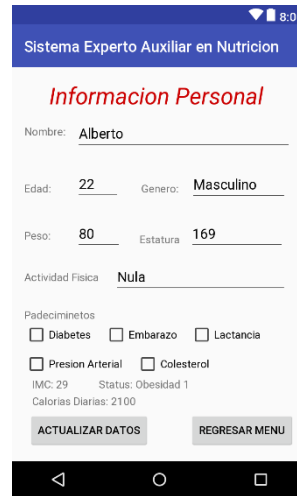 8:0
Sistema Experto Auxiliar en Nutricion
Informacion Personal
Nombre: Alberto
Edad: 22 Genero: Masculino
Peso: 80 Estatura 169
Actividad Fisica Nula
Padeciminetos
Diabetes Embarazo Lactancia
Presion Arterial Colesterol
IMC: 29 Status: Obesidad 1
Calorias Diarias: 2100
ACTUALIZAR DATOS REGRESAR MENU